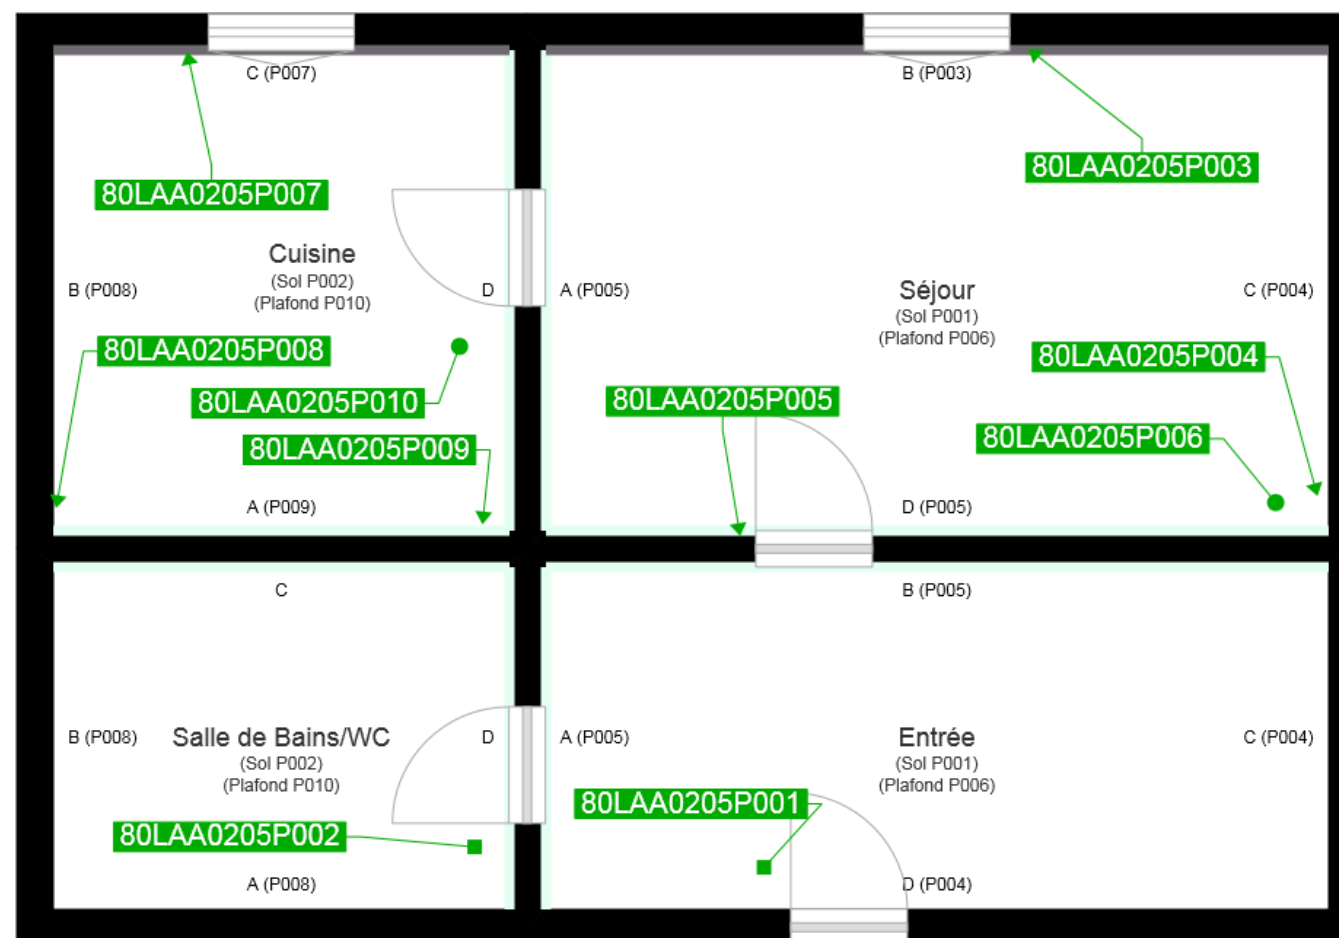 C (P007)
B (P003)
80LAA0205P007
80LAA0205P003
Cuisine
(Sol P002)
(Plafond P010)
B (P008)
D
A (P005)
Séjour
(Sol P001)
(Plafond P006)
C (P004)
80LAA0205P008
80LAA0205P004
80LAA0205P010
80LAA0205P005
80LAA0205P009
80LAA0205P006
A (P009)
D (P005)
C
B (P005)
B (P008)
Salle de Bains/WC
(Sol P002)
(Plafond P010)
D
A (P005)
Entrée
(Sol P001)
(Plafond P006)
C (P004)
80LAA0205P002
80LAA0205P001
A (P008)
D (P004)